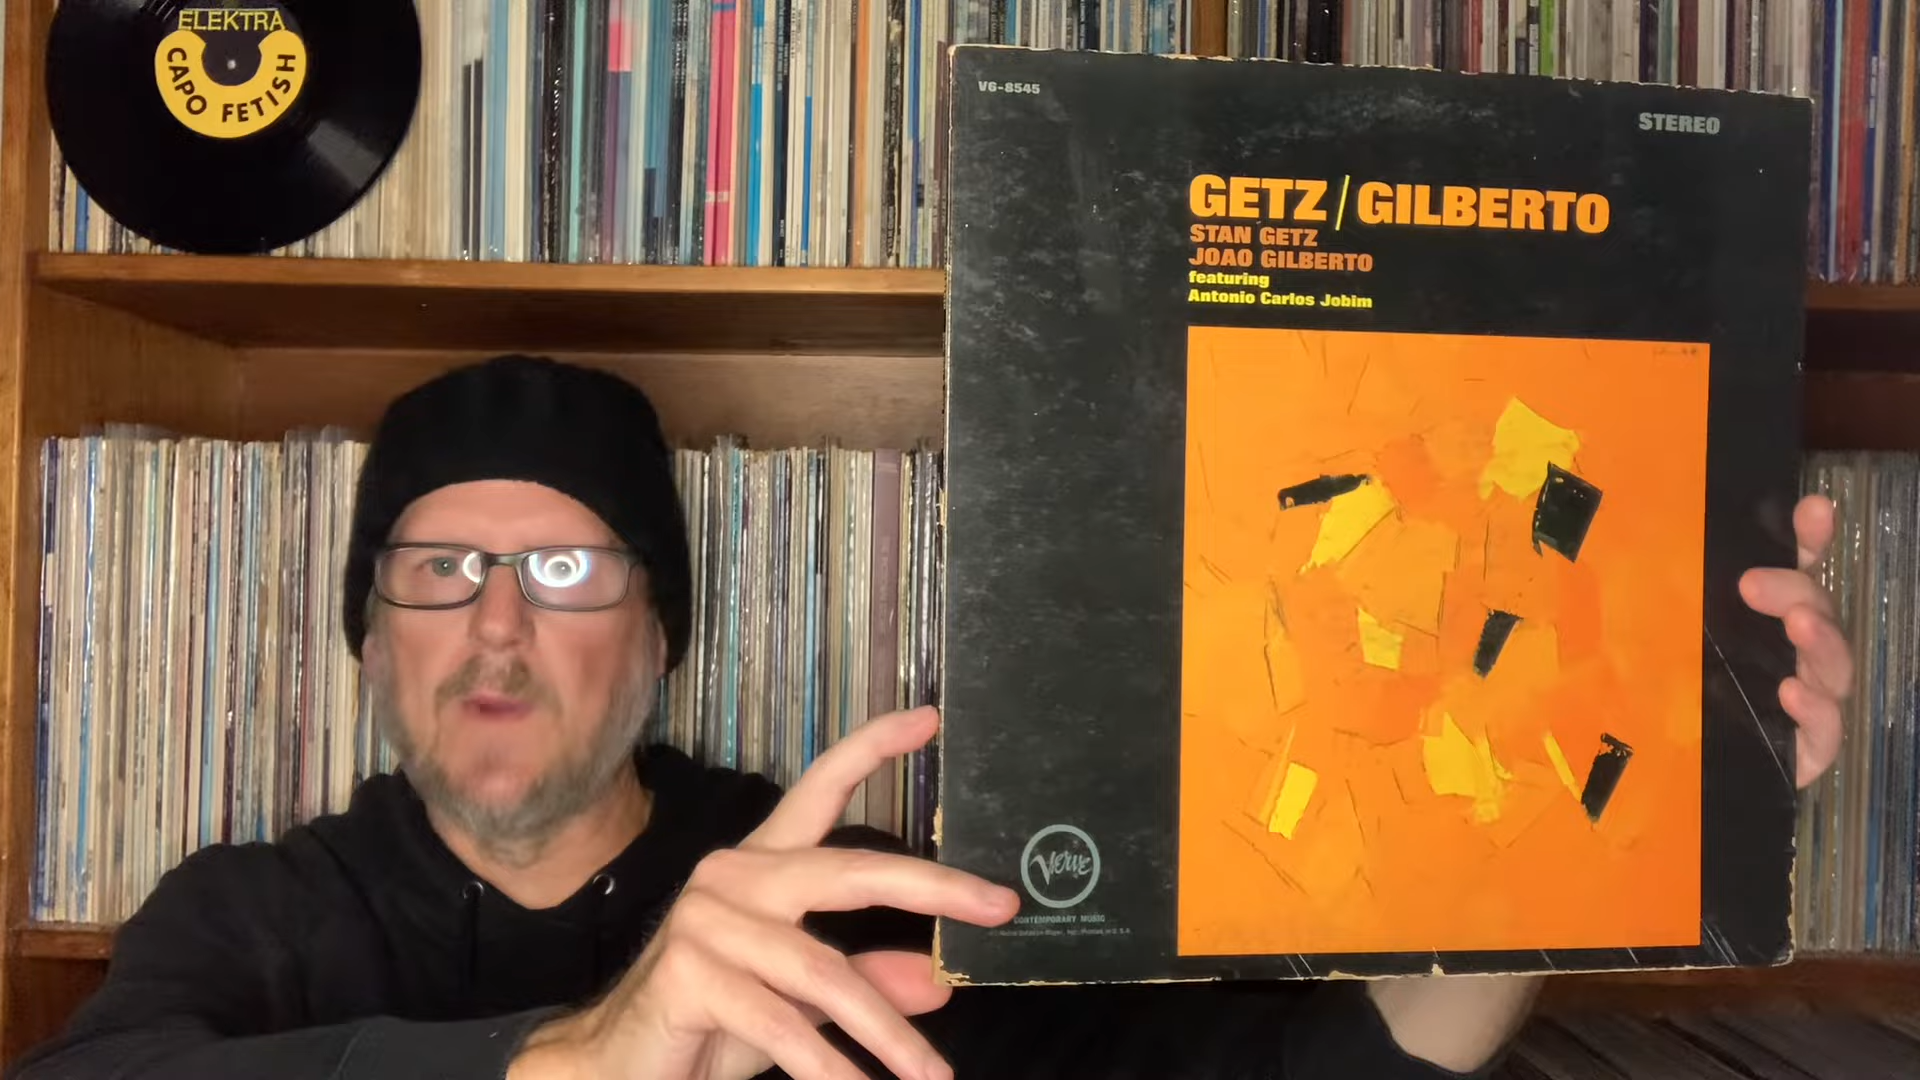 ELEKTRA
CAPO FETISH
V6-8545
STEREO
GETZ/GILBERTO
STAN GETZ
JOAO GILBERTO
featuring
Antonio Carlos Jobim
Verve
CONTEMPORARY MUSIC